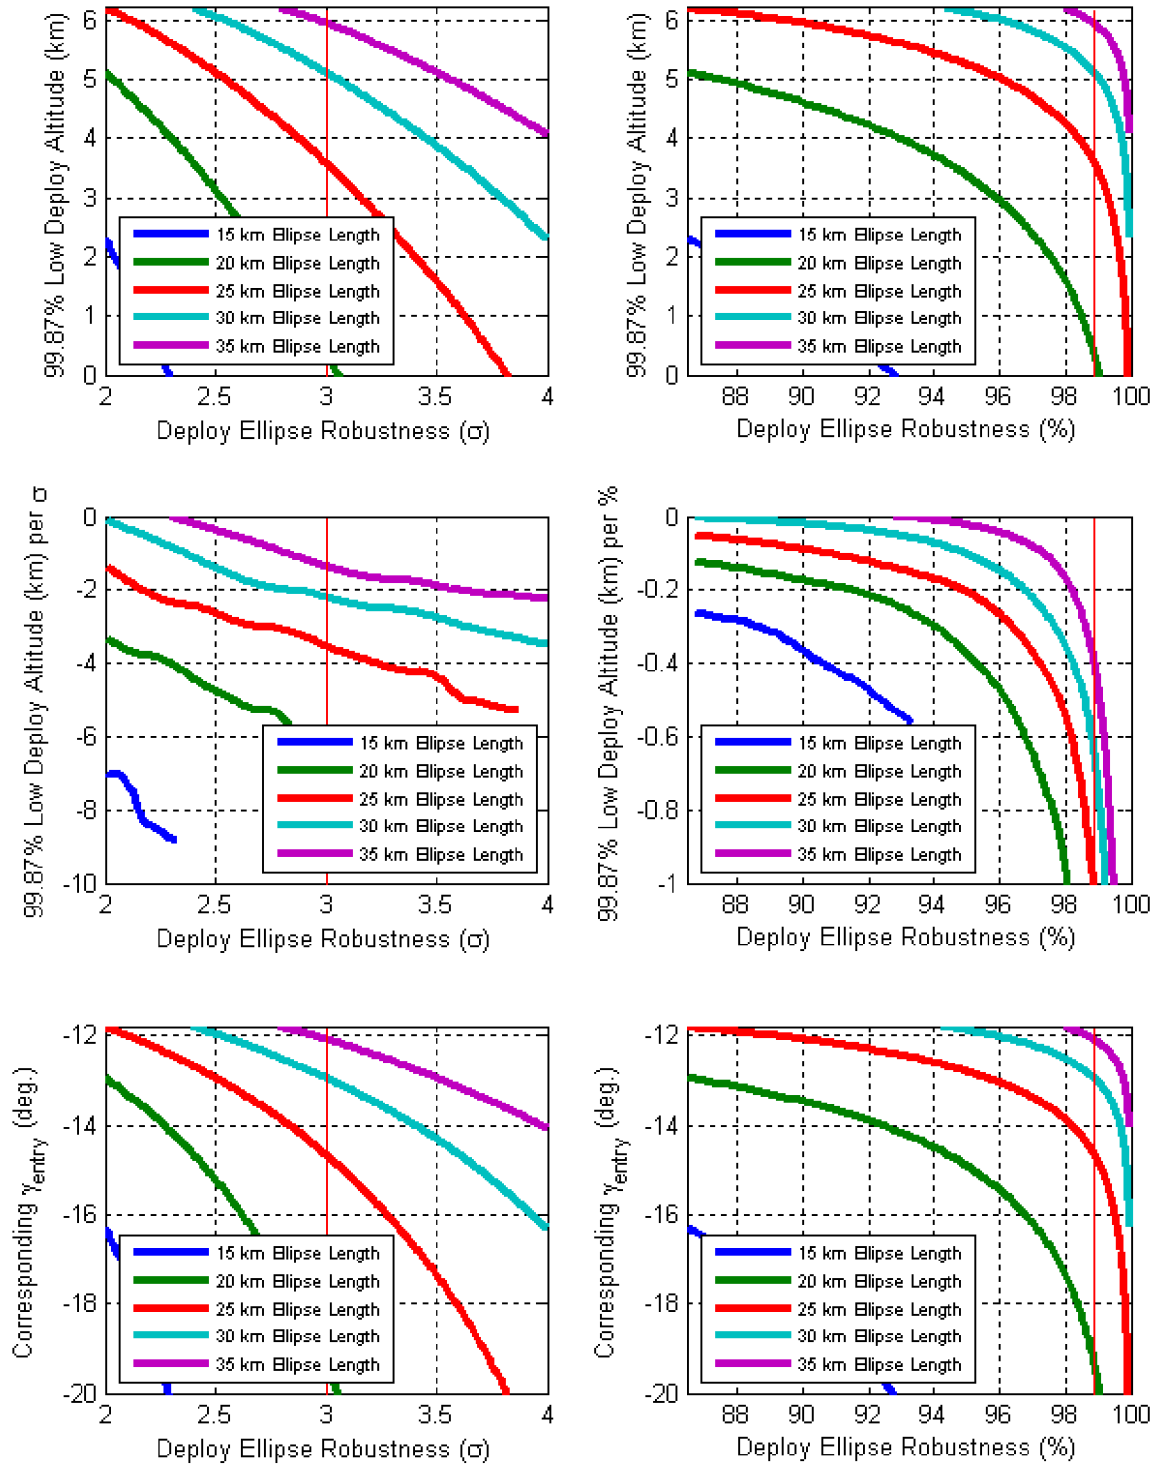 99.87% Low Deploy Altitude (km)
6
5
4
3
2
1
0
15 km Ellipse Length
20 km Ellipse Length
25 km Ellipse Length
30 km Ellipse Length
35 km Ellipse Length
2 2.5 3 3.5 4
Deploy Ellipse Robustness (σ)
99.87% Low Deploy Altitude (km)
6
5
4
3
2
1
0
15 km Ellipse Length
20 km Ellipse Length
25 km Ellipse Length
30 km Ellipse Length
35 km Ellipse Length
88 90 92 94 96 98 100
Deploy Ellipse Robustness (%)
99.87% Low Deploy Altitude (km) per σ
0
-2
-4
-6
-8
-10
15 km Ellipse Length
20 km Ellipse Length
25 km Ellipse Length
30 km Ellipse Length
35 km Ellipse Length
2 2.5 3 3.5 4
Deploy Ellipse Robustness (σ)
99.87% Low Deploy Altitude (km) per %
0
-0.2
-0.4
-0.6
-0.8
-1
15 km Ellipse Length
20 km Ellipse Length
25 km Ellipse Length
30 km Ellipse Length
35 km Ellipse Length
88 90 92 94 96 98 100
Deploy Ellipse Robustness (%)
Corresponding γentry (deg.)
-12
-14
-16
-18
-20
15 km Ellipse Length
20 km Ellipse Length
25 km Ellipse Length
30 km Ellipse Length
35 km Ellipse Length
2 2.5 3 3.5 4
Deploy Ellipse Robustness (σ)
Corresponding γentry (deg.)
-12
-14
-16
-18
-20
15 km Ellipse Length
20 km Ellipse Length
25 km Ellipse Length
30 km Ellipse Length
35 km Ellipse Length
88 90 92 94 96 98 100
Deploy Ellipse Robustness (%)